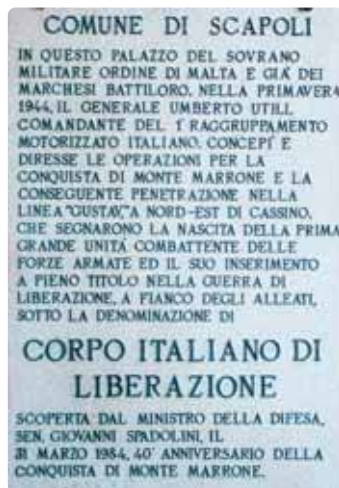 COMUNE DI SCAPOLI
IN QUESTO PALAZZO DEL SOVRANO
MILITARE ORDINE DI MALTA E GIA' DEI
MARCHESI BATTILORO, NELLA PRIMAVERA
1944, IL GENERALE UMBERTO UTILI,
COMANDANTE DEL 1° RAGGRUPPAMENTO
MOTORIZZATO ITALIANO, CONCEPI' E
DIRESSE LE OPERAZIONI PER LA
CONQUISTA DI MONTE MARRONE E LA
CONSEGUENTE PENETRAZIONE NELLA
LINEA "GUSTAV", A NORD-EST DI CASSINO,
CHE SEGNARONO LA NASCITA DELLA PRIMA
GRANDE UNITA' COMBATTENTE DELLE
FORZE ARMATE ED IL SUO INSERIMENTO
A PIENO TITOLO NELLA GUERRA DI
LIBERAZIONE, A FIANCO DEGLI ALLEATI,
SOTTO LA DENOMINAZIONE DI
CORPO ITALIANO DI
LIBERAZIONE
SCOPERTA DAL MINISTRO DELLA DIFESA,
SEN. GIOVANNI SPADOLINI, IL
31 MARZO 1984, 40° ANNIVERSARIO DELLA
CONQUISTA DI MONTE MARRONE.